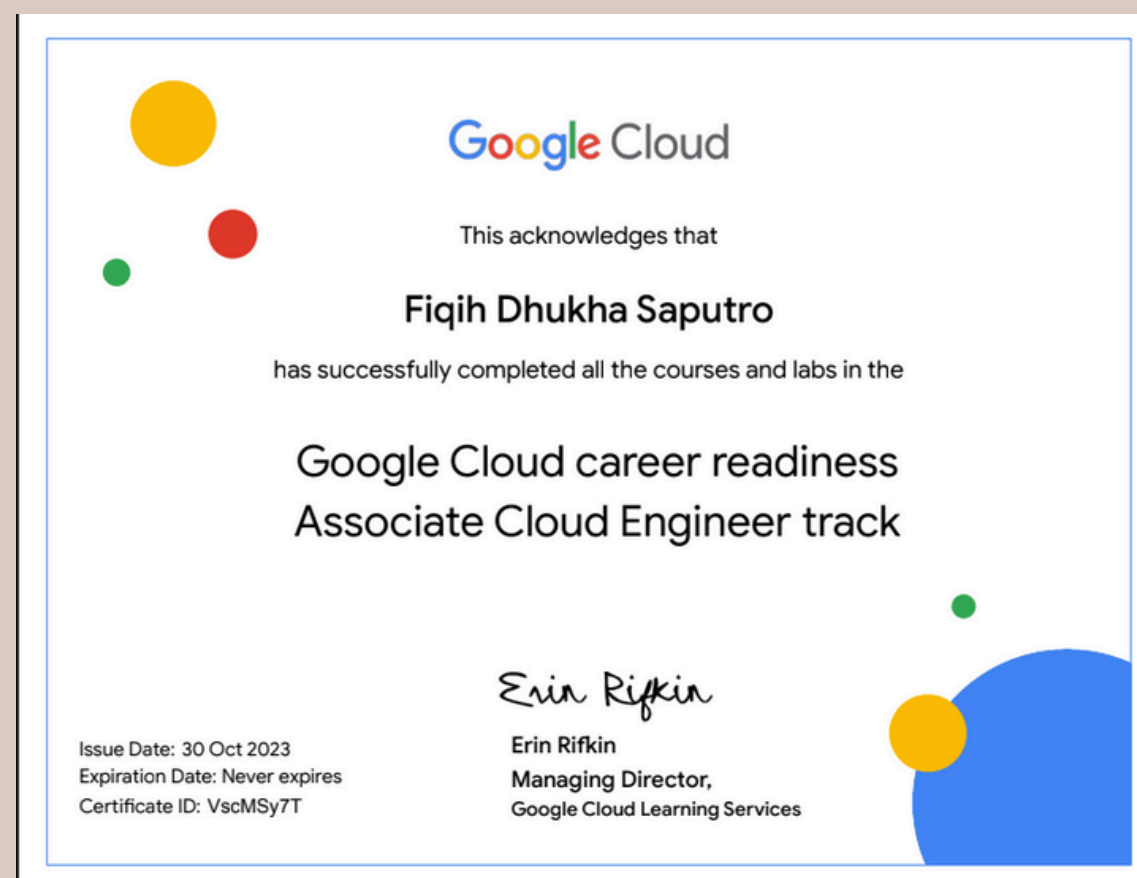 Google Cloud
This acknowledges that
Fiqih Dhukha Saputro
has successfully completed all the courses and labs in the
Google Cloud career readiness
Associate Cloud Engineer track
Erin Rifkin
Erin Rifkin
Managing Director,
Google Cloud Learning Services
Issue Date: 30 Oct 2023
Expiration Date: Never expires
Certificate ID: VscMSy7T